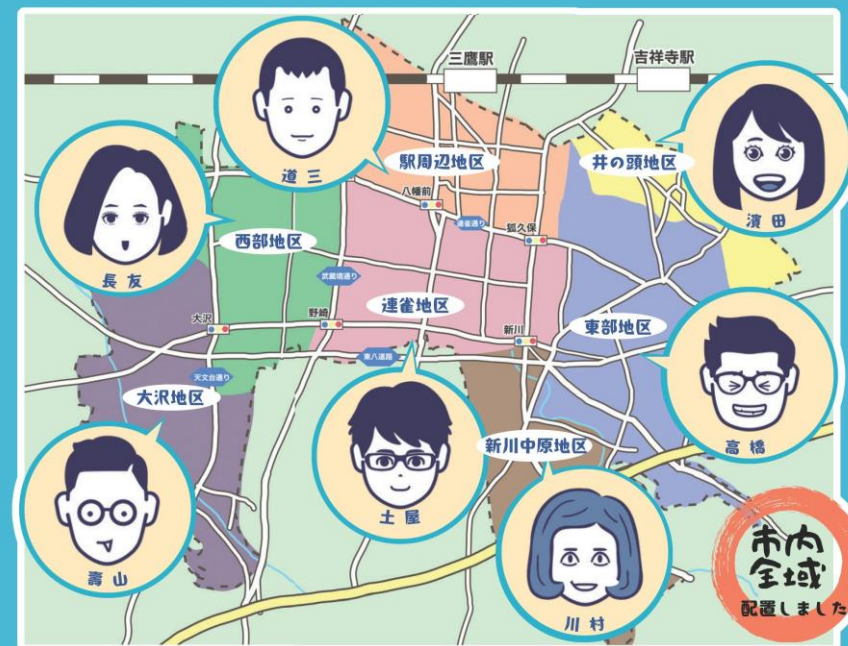 三鷹駅
吉祥寺駅
道三
駅周辺地区
井の頭地区
濱田
八幡前
連雀通り
狐久保
長友
西部地区
武蔵境通り
連雀地区
大沢
野崎
新川
東部地区
東八道路
天文台通り
大沢地区
高橋
新川中原地区
土屋
壽山
川村
市内
全域
配置しました